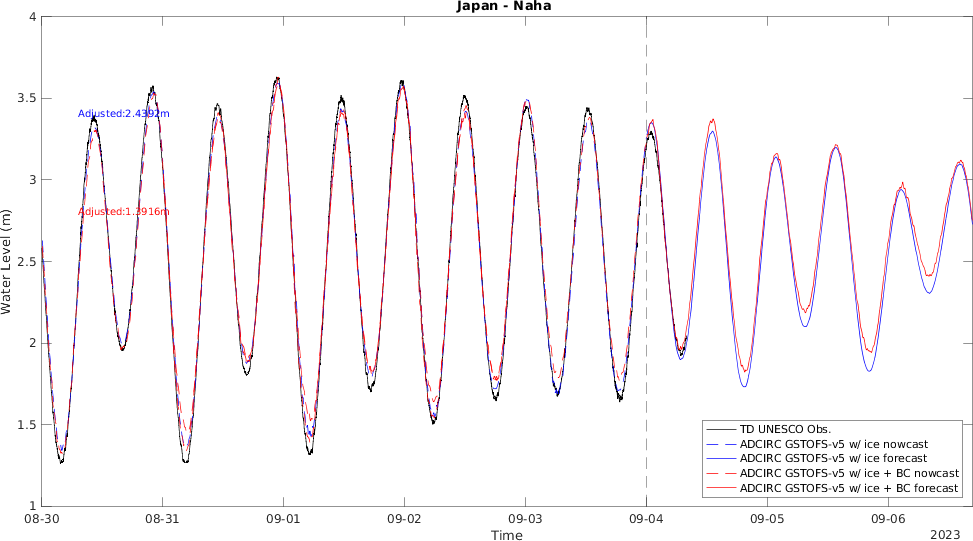 Japan - Naha
4
3.5
3
2.5
2
1.5
1
Water Level (m)
Adjusted:2.4392m
Adjusted:1.3916m
TD UNESCO Obs.
ADCIRC GSTOFS-v5 w/ ice nowcast
ADCIRC GSTOFS-v5 w/ ice forecast
ADCIRC GSTOFS-v5 w/ ice + BC nowcast
ADCIRC GSTOFS-v5 w/ ice + BC forecast
08-30 08-31 09-01 09-02 09-03 09-04 09-05 09-06
Time
2023